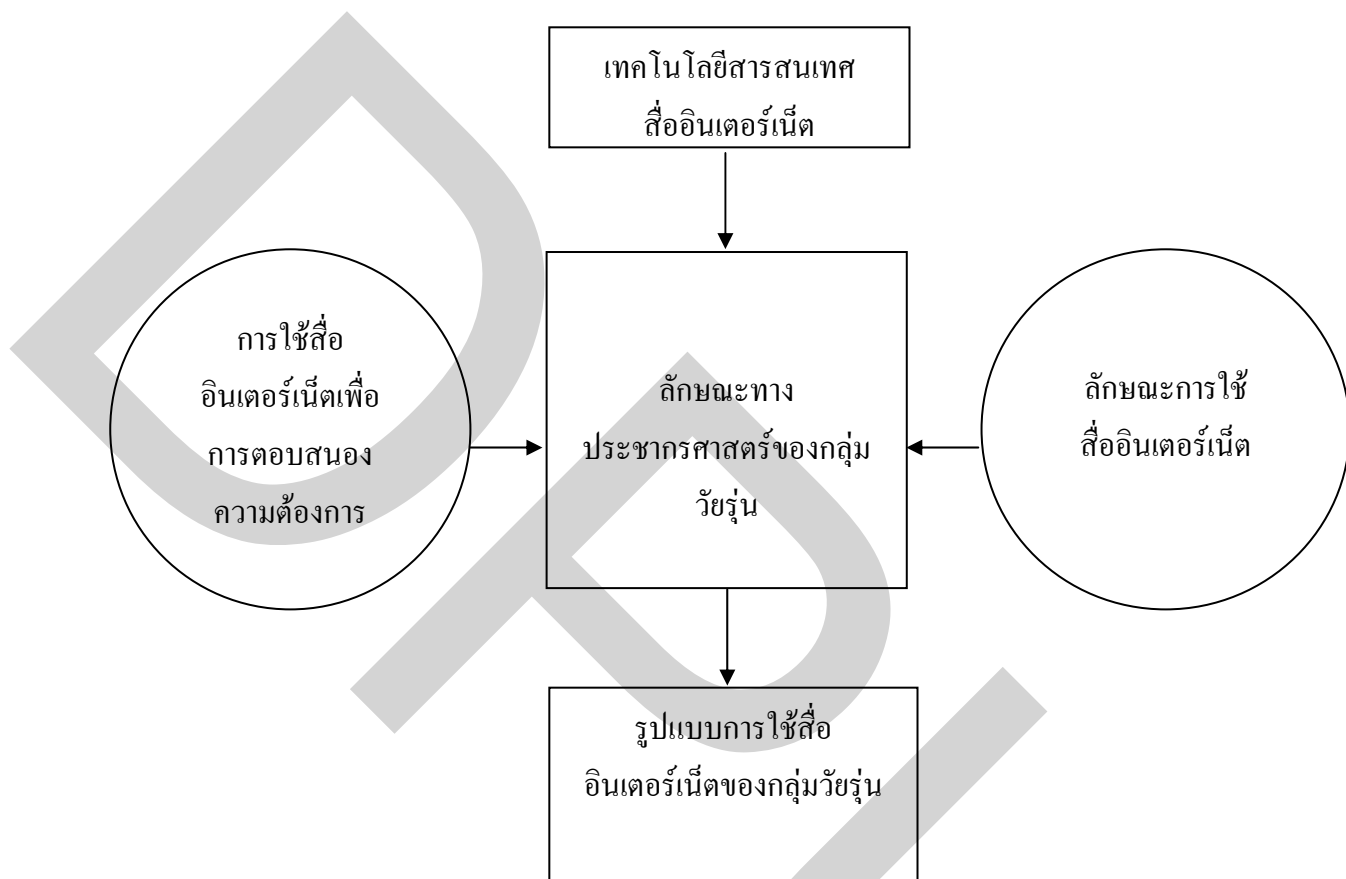 เทคโนโลยีสารสนเทศ
สื่ออินเตอร์เน็ต
การใช้สื่อ
อินเตอร์เน็ตเพื่อ
การตอบสนอง
ความต้องการ
ลักษณะทาง
ประชากรศาสตร์ของกลุ่ม
วัยรุ่น
ลักษณะการใช้
สื่ออินเตอร์เน็ต
รูปแบบการใช้สื่อ
อินเตอร์เน็ตของกลุ่มวัยรุ่น